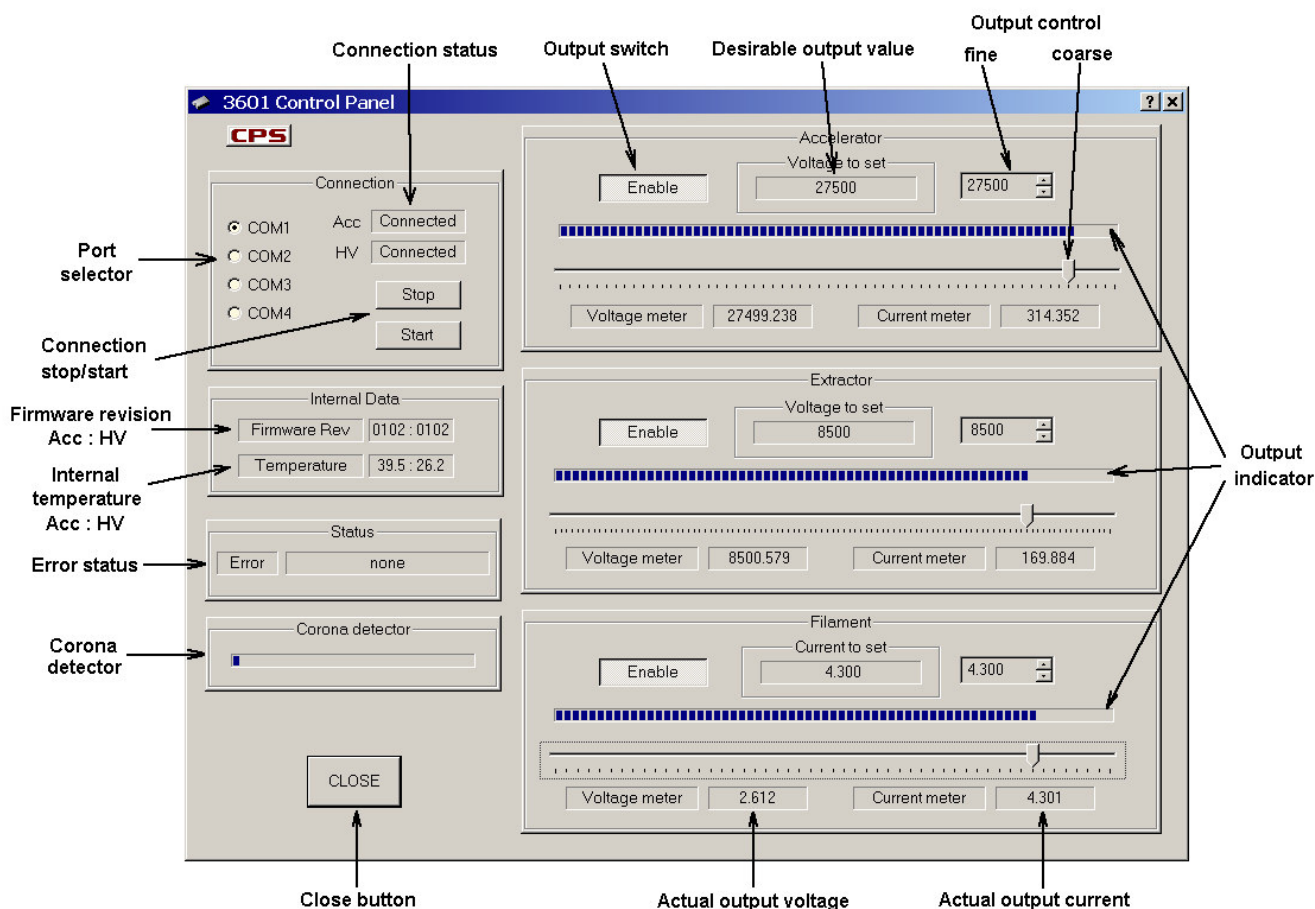 Connection status
Output switch
Desirable output value
Output control
fine
coarse
3601 Control Panel
CPS
Connection
COM1
COM2
COM3
COM4
Acc
Connected
HV
Connected
Stop
Start
Port
selector
Connection
stop/start
Internal Data
Firmware Rev
0102 : 0102
Temperature
39.5 : 26.2
Firmware revision
Acc : HV
Internal
temperature
Acc : HV
Status
Error
none
Error status
Corona detector
Corona
detector
CLOSE
Close button
Accelerator
Enable
Voltage to set
27500
27500
Voltage meter
27499.238
Current meter
314.352
Extractor
Enable
Voltage to set
8500
8500
Voltage meter
8500.579
Current meter
169.884
Output
indicator
Filament
Enable
Current to set
4.300
4.300
Voltage meter
2.612
Current meter
4.301
Actual output voltage
Actual output current